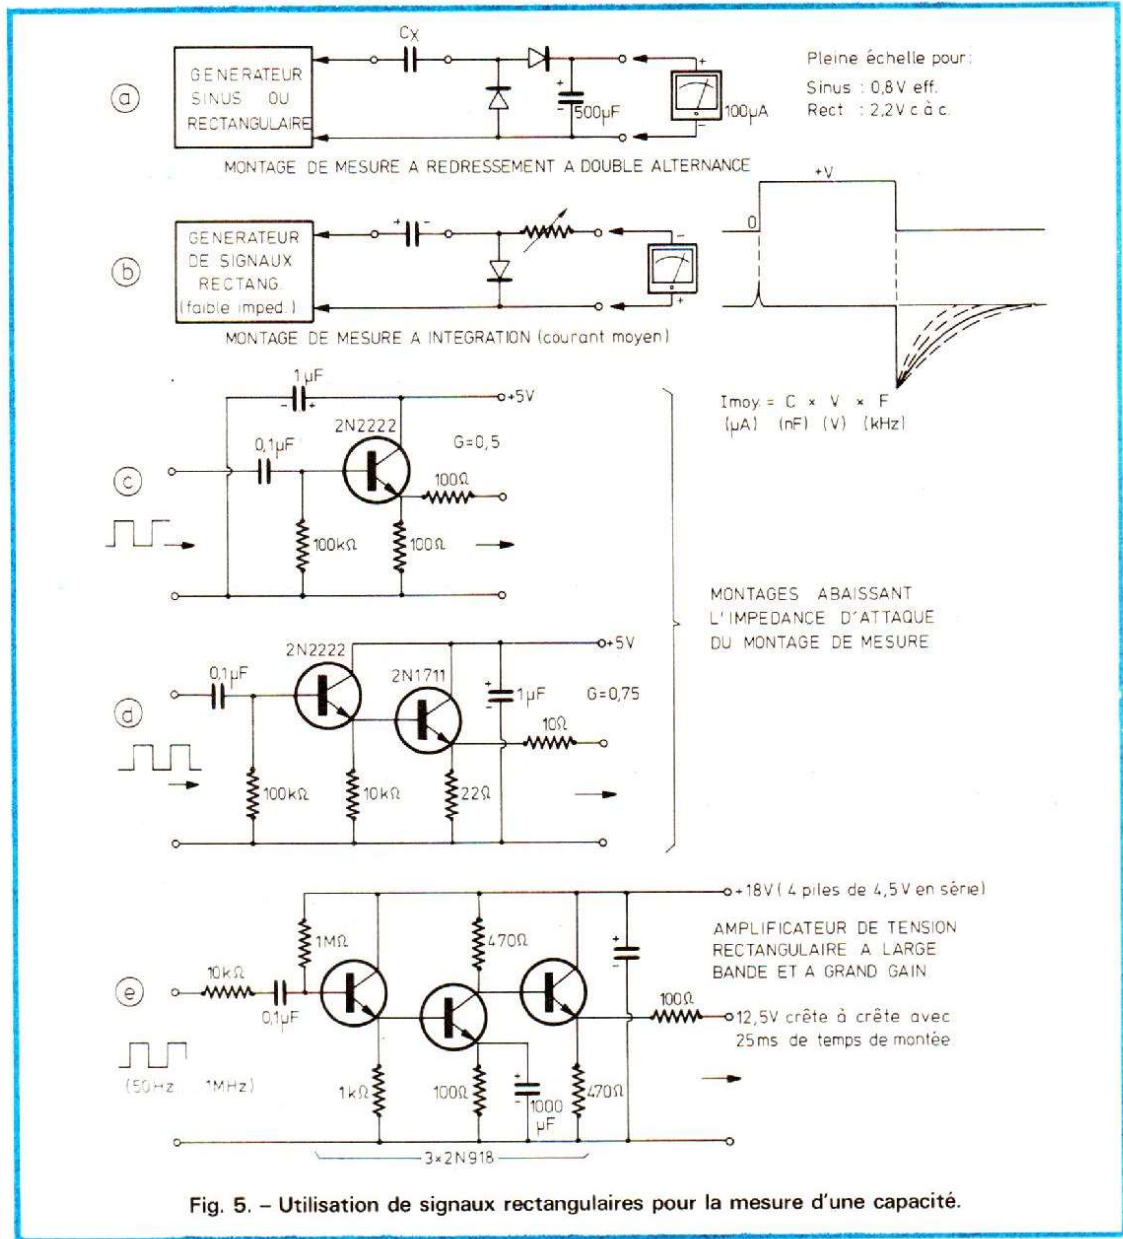 a
GENERATEUR
SINUS OU
RECTANGULAIRE
CX
+
-
500µF
+
-
100µA
Pleine échelle pour:
Sinus : 0,8V eff.
Rect : 2,2V c.à c.
MONTAGE DE MESURE A REDRESSEMENT A DOUBLE ALTERNANCE
b
GENERATEUR
DE SIGNAUX
RECTANG.
(faible imped.)
+ -
-
+
0
+V
MONTAGE DE MESURE A INTEGRATION (courant moyen)
Imoy. = C × V × F
(µA) (nF) (V) (kHz)
c
1µF
- +
+5V
2N2222
G=0,5
0,1µF
100Ω
100kΩ
100Ω
MONTAGES ABAISSANT
L'IMPEDANCE D'ATTAQUE
DU MONTAGE DE MESURE
d
2N2222
+5V
2N1711
0,1µF
+
-
1µF
G=0,75
10Ω
100kΩ
10kΩ
22Ω
e
+18V (4 piles de 4,5V en série)
1MΩ
470Ω
+
-
AMPLIFICATEUR DE TENSION
RECTANGULAIRE A LARGE
BANDE ET A GRAND GAIN
10kΩ
0,1µF
100Ω
12,5V crête à crête avec
25ms de temps de montée
(50Hz 1MHz)
1kΩ
100Ω
+
-
1000
µF
470Ω
3×2N918
Fig. 5. – Utilisation de signaux rectangulaires pour la mesure d'une capacité.